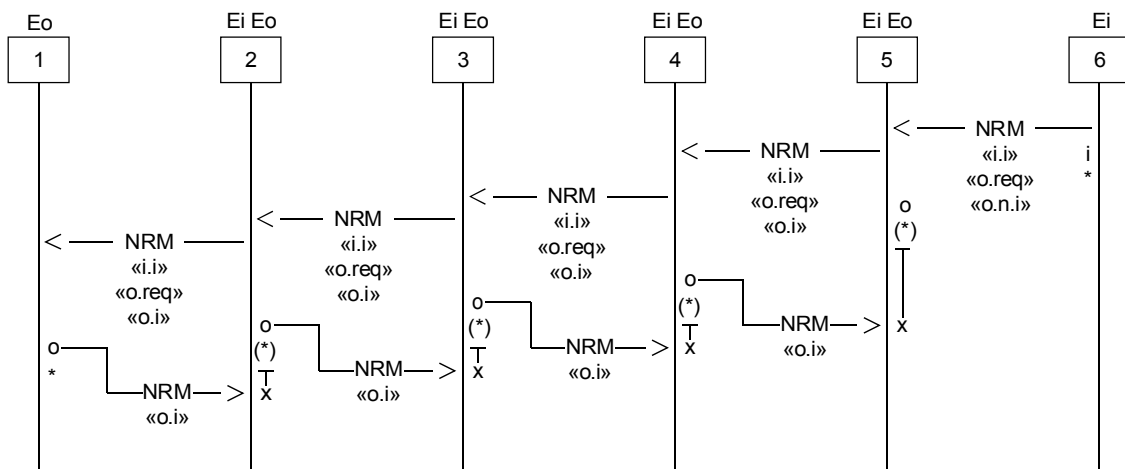 Eo
Ei Eo
Ei Eo
Ei Eo
Ei Eo
Ei
1
2
3
4
5
6
NRM
«i.i»
«o.req»
«o.n.i»
i
*
NRM
«i.i»
«o.req»
«o.i»
o
(*)
x
NRM
«i.i»
«o.req»
«o.i»
o
(*)
x
NRM
«o.i»
NRM
«i.i»
«o.req»
«o.i»
o
(*)
x
NRM
«o.i»
NRM
«i.i»
«o.req»
«o.i»
o
(*)
x
NRM
«o.i»
o
*
NRM
«o.i»